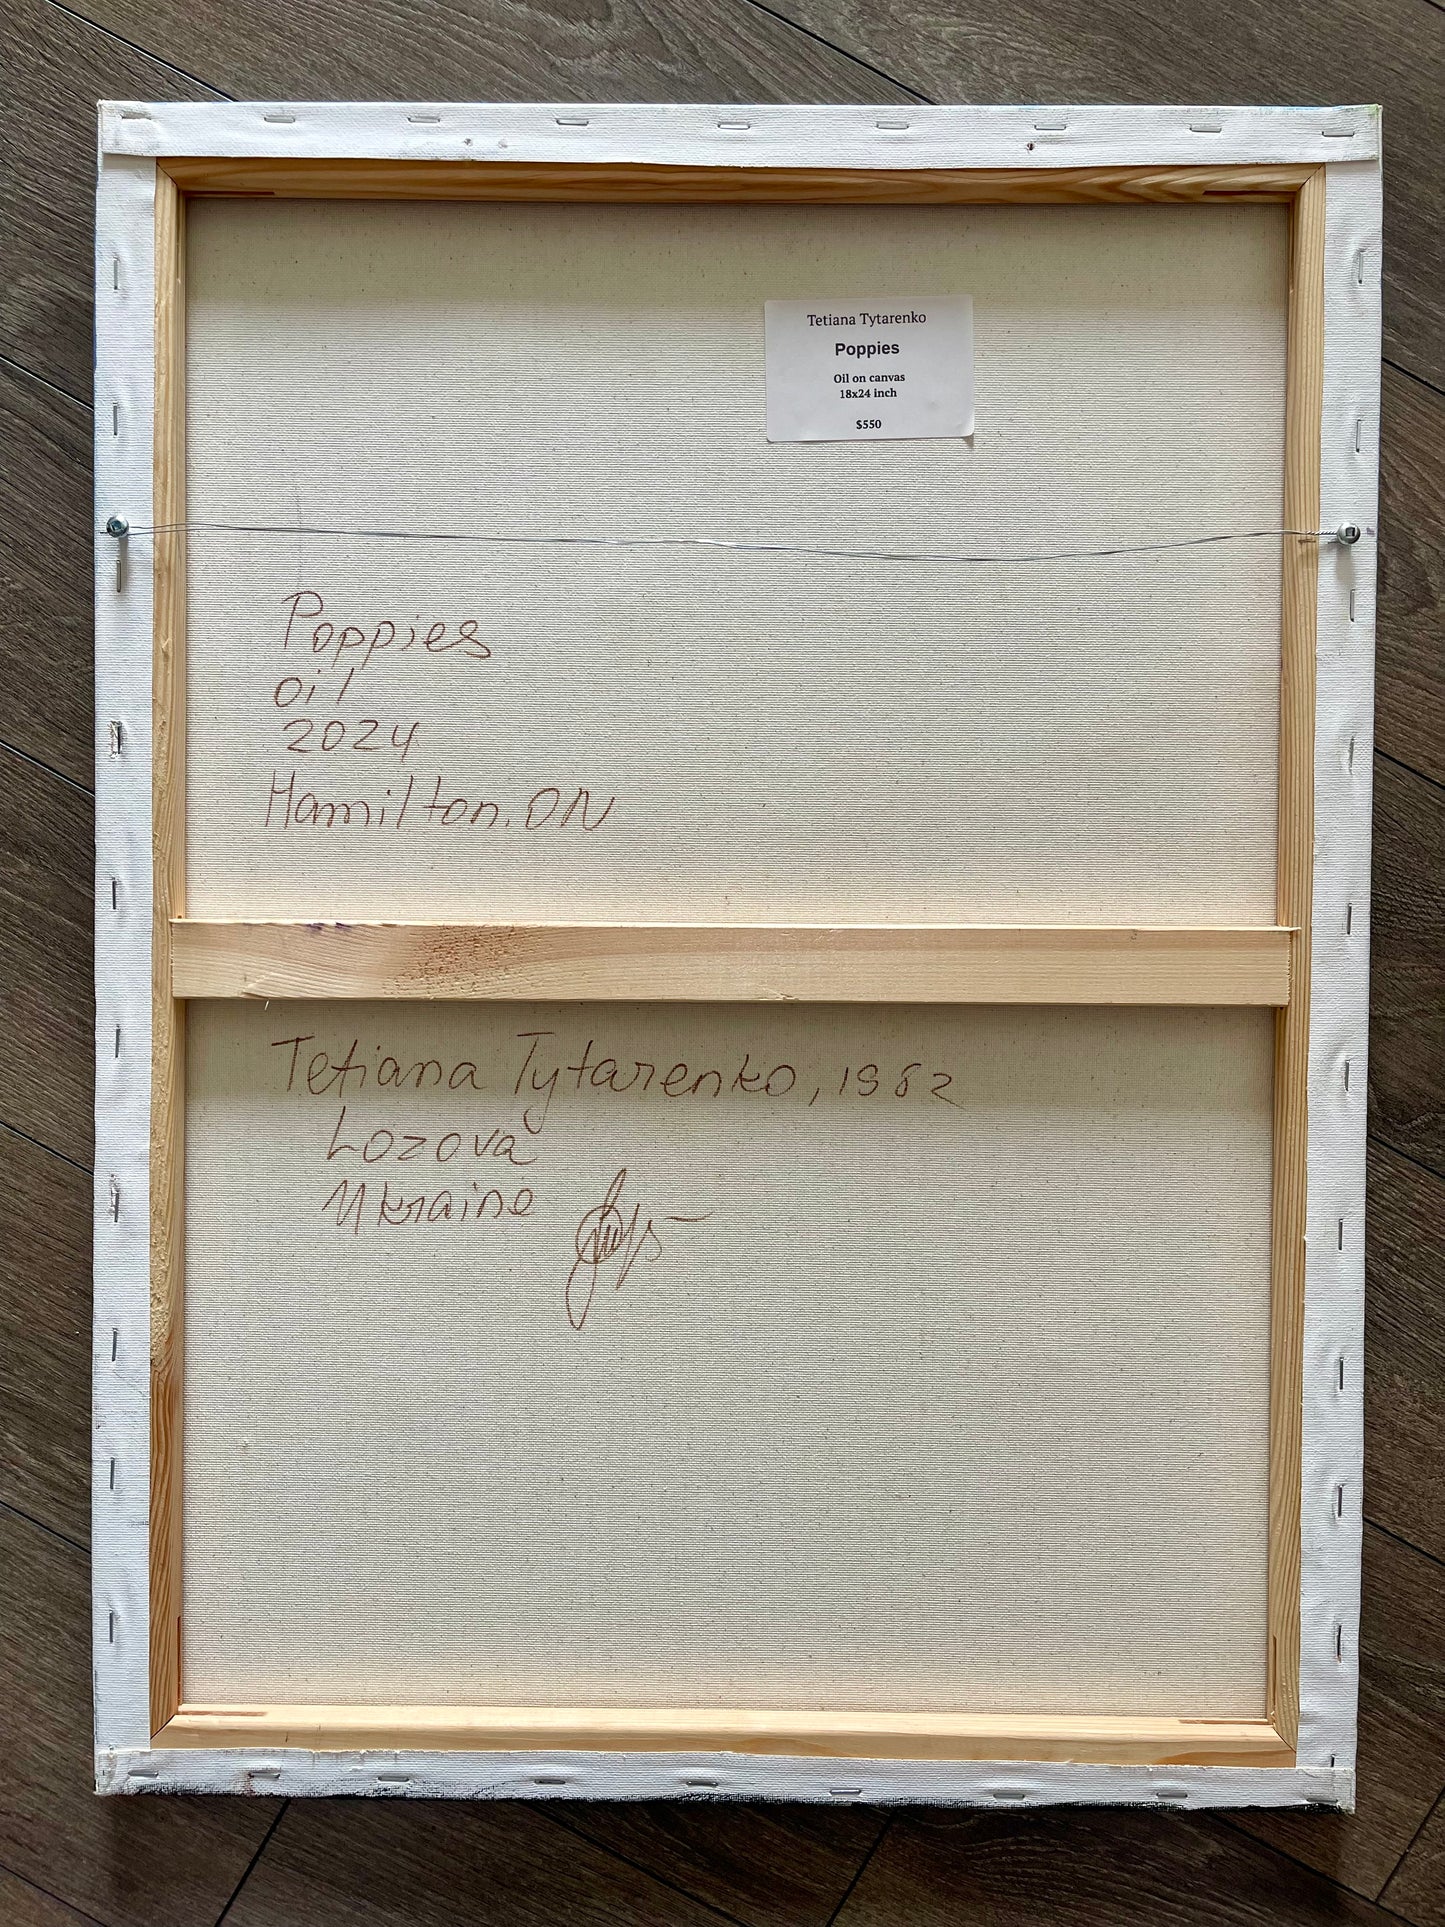 Tetiana Tytarenko
Poppies
Oil on canvas
18x24 inch
$550
Poppies
oil
2024
Hamilton. ON
Tetiana Tytarenko, 1982
Lozova
Ukraine